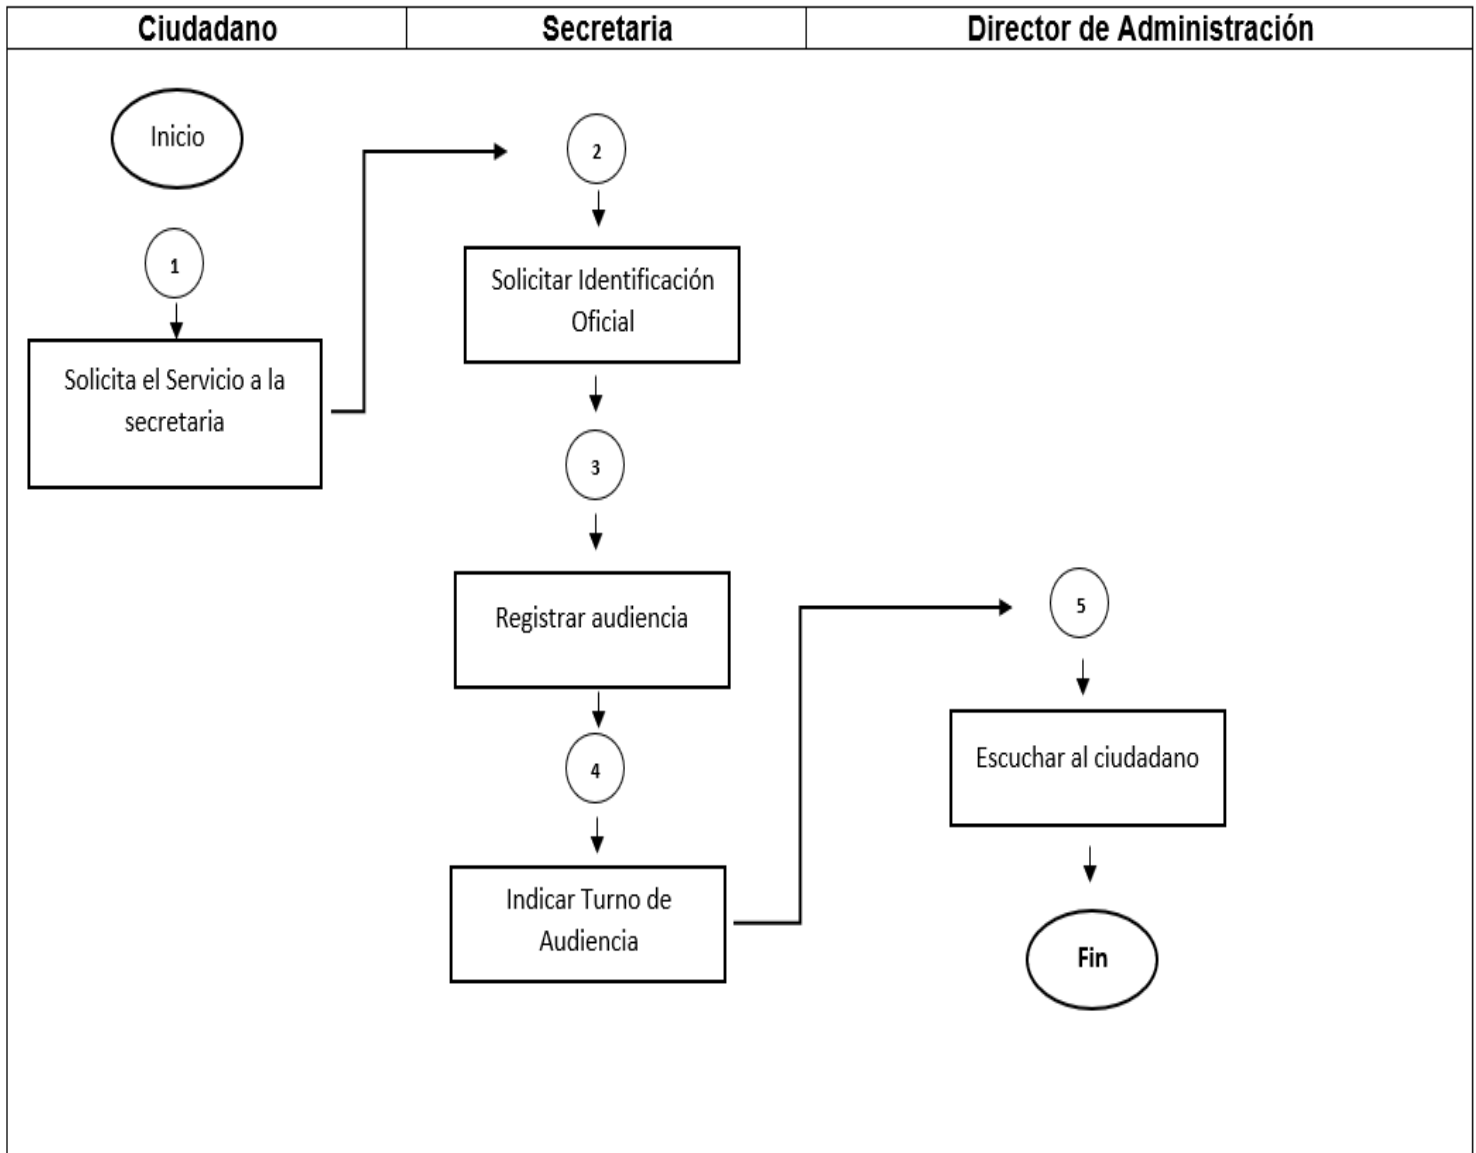 Ciudadano
Secretaria
Director de Administración
Inicio
1
Solicita el Servicio a la
secretaria
2
Solicitar Identificación
Oficial
3
Registrar audiencia
4
Indicar Turno de
Audiencia
5
Escuchar al ciudadano
Fin